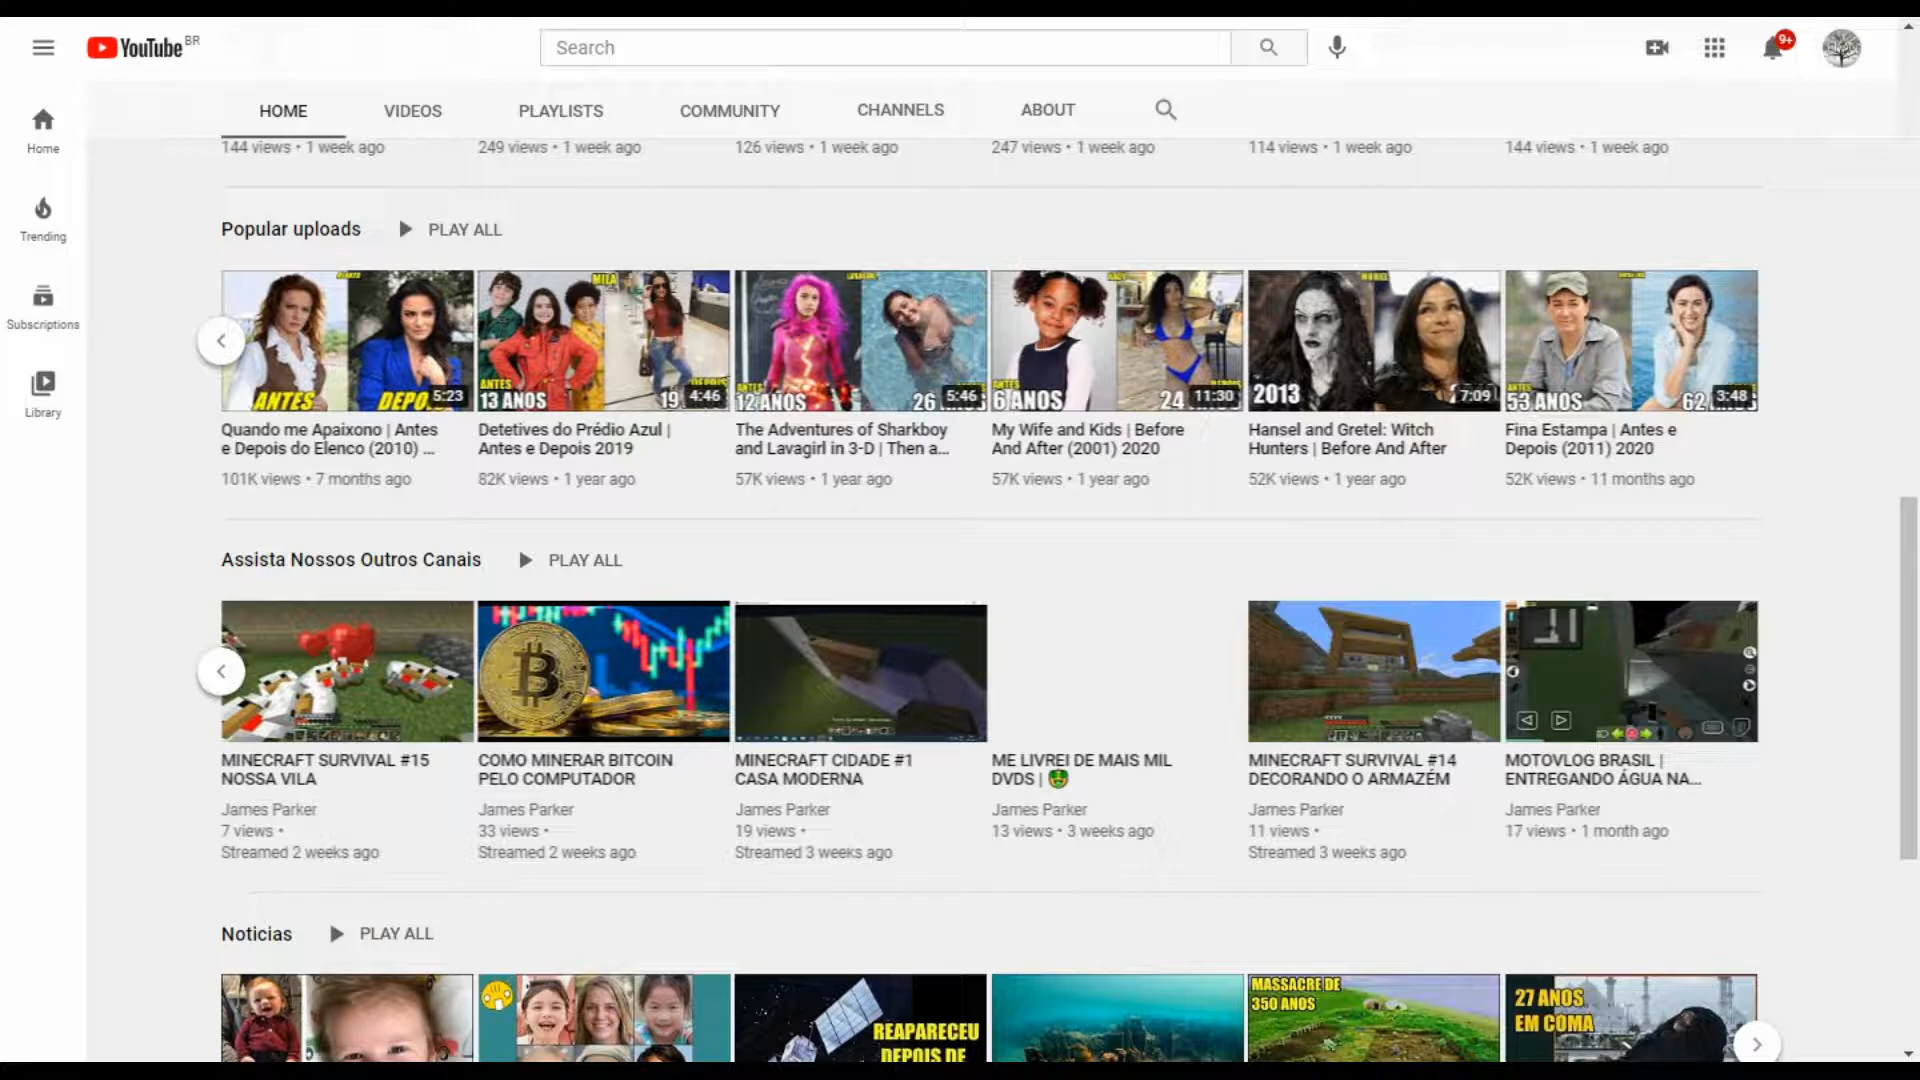 YouTube BR
Search
9+
HOME VIDEOS PLAYLISTS COMMUNITY CHANNELS ABOUT
Home
Trending
Subscriptions
Library
144 views • 1 week ago
249 views • 1 week ago
126 views • 1 week ago
247 views • 1 week ago
114 views • 1 week ago
144 views • 1 week ago
Popular uploads PLAY ALL
ANTES DEPO 5:23
MILA
ANTES
13 ANOS 19 4:46
ANTES
12 ANOS 26 5:46
ANTES
6 ANOS 24 11:30
2013 7:09
ANTES
53 ANOS 62 3:48
Quando me Apaixono | Antes
e Depois do Elenco (2010) ...
101K views • 7 months ago
Detetives do Prédio Azul |
Antes e Depois 2019
82K views • 1 year ago
The Adventures of Sharkboy
and Lavagirl in 3-D | Then a...
57K views • 1 year ago
My Wife and Kids | Before
And After (2001) 2020
57K views • 1 year ago
Hansel and Gretel: Witch
Hunters | Before And After
52K views • 1 year ago
Fina Estampa | Antes e
Depois (2011) 2020
52K views • 11 months ago
Assista Nossos Outros Canais PLAY ALL
MINECRAFT SURVIVAL #15
NOSSA VILA
James Parker
7 views •
Streamed 2 weeks ago
COMO MINERAR BITCOIN
PELO COMPUTADOR
James Parker
33 views •
Streamed 2 weeks ago
MINECRAFT CIDADE #1
CASA MODERNA
James Parker
19 views •
Streamed 3 weeks ago
ME LIVREI DE MAIS MIL
DVDS |
James Parker
13 views • 3 weeks ago
MINECRAFT SURVIVAL #14
DECORANDO O ARMAZÉM
James Parker
11 views •
Streamed 3 weeks ago
MOTOVLOG BRASIL |
ENTREGANDO ÁGUA NA...
James Parker
17 views • 1 month ago
Noticias PLAY ALL
REAPARECEU
DEPOIS DE
MASSACRE DE
350 ANOS
27 ANOS
EM COMA